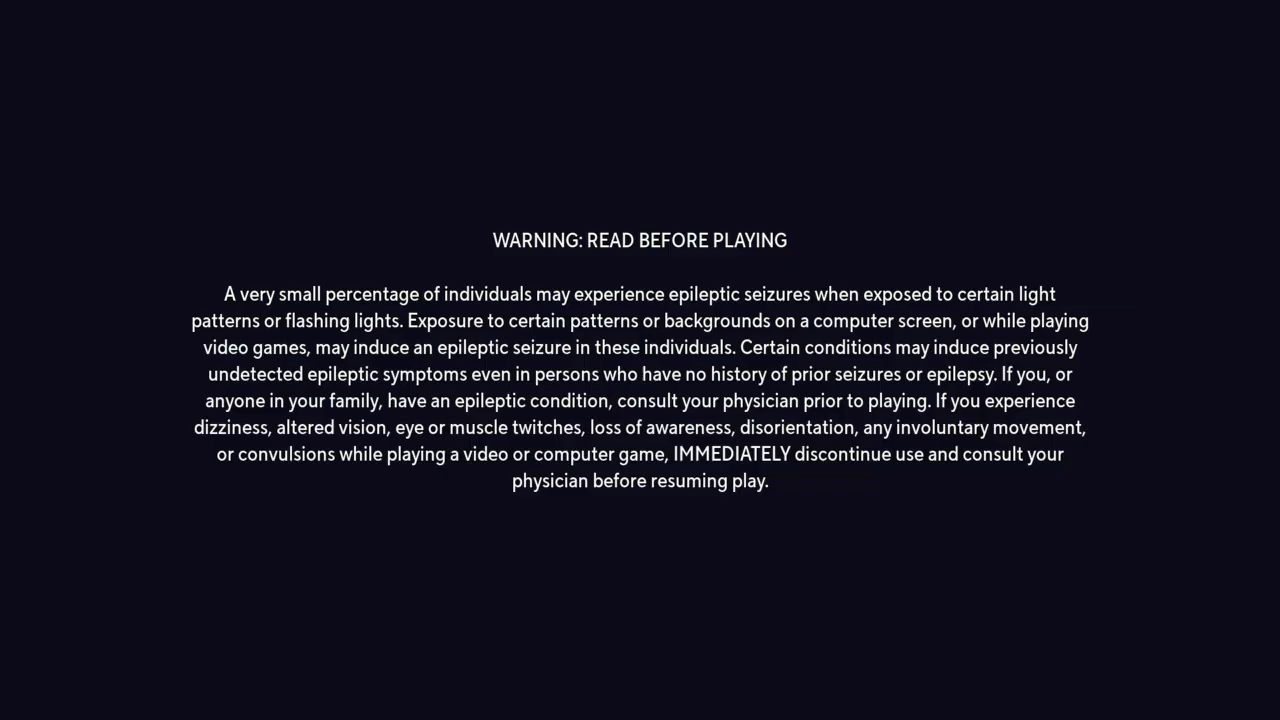 WARNING: READ BEFORE PLAYING
A very small percentage of individuals may experience epileptic seizures when exposed to certain light
patterns or flashing lights. Exposure to certain patterns or backgrounds on a computer screen, or while playing
video games, may induce an epileptic seizure in these individuals. Certain conditions may induce previously
undetected epileptic symptoms even in persons who have no history of prior seizures or epilepsy. If you, or
anyone in your family, have an epileptic condition, consult your physician prior to playing. If you experience
dizziness, altered vision, eye or muscle twitches, loss of awareness, disorientation, any involuntary movement,
or convulsions while playing a video or computer game, IMMEDIATELY discontinue use and consult your
physician before resuming play.